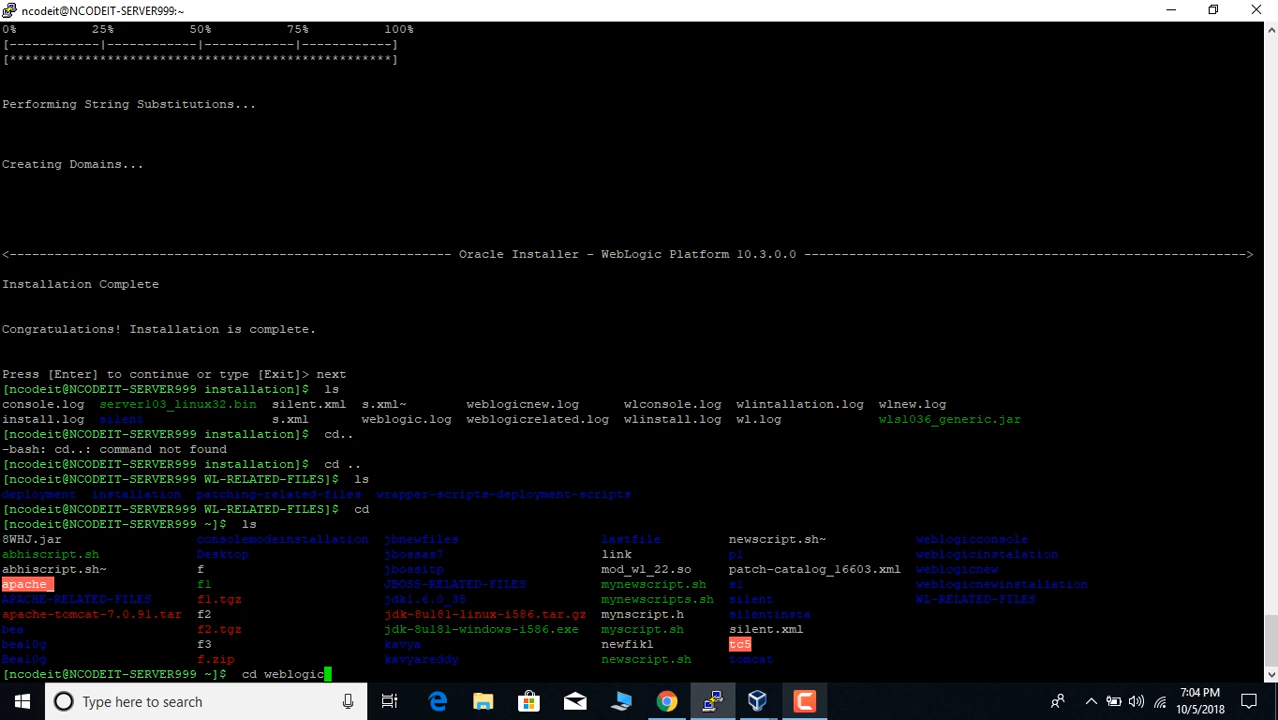 ncodeit@NCODEIT-SERVER999:~
0% 25% 50% 75% 100%
[------------|------------|------------|------------]
[***************************************************]
Performing String Substitutions...
Creating Domains...
<---------------------------------------------------------- Oracle Installer - WebLogic Platform 10.3.0.0 ---------------------------------------------------------->
Installation Complete
Congratulations! Installation is complete.
Press [Enter] to continue or type [Exit]> next
[ncodeit@NCODEIT-SERVER999 installation]$ ls
console.log server103_linux32.bin silent.xml s.xml~ weblogicnew.log wlconsole.log wlintallation.log wlnew.log
install.log silent s.xml weblogic.log weblogicrelated.log wlinstall.log wl.log wls1036_generic.jar
[ncodeit@NCODEIT-SERVER999 installation]$ cd..
-bash: cd..: command not found
[ncodeit@NCODEIT-SERVER999 installation]$ cd ..
[ncodeit@NCODEIT-SERVER999 WL-RELATED-FILES]$ ls
deployment installation patching-related-files wrapper-scripts-deployment-scripts
[ncodeit@NCODEIT-SERVER999 WL-RELATED-FILES]$ cd
[ncodeit@NCODEIT-SERVER999 ~]$ ls
8WHJ.jar consolemodeinstallation jbnewfiles lastfile newscript.sh~ weblogicconsole
abhiscript.sh Desktop jbossas7 link p1 weblogicinstalation
abhiscript.sh~ f jbossitp mod_wl_22.so patch-catalog_16603.xml weblogicnew
apache_ f1 JBOSS-RELATED-FILES mynewscript.sh s1 weblogicnewinstallation
APACHE-RELATED-FILES f1.tgz jdk1.6.0_35 mynewscripts.sh silent WL-RELATED-FILES
apache-tomcat-7.0.91.tar f2 jdk-8u181-linux-i586.tar.gz mynscript.h silentinsta
bea f2.tgz jdk-8u181-windows-i586.exe myscript.sh silent.xml
bea10g f3 kavya newfikl tc5
Bea10g f.zip kavyareddy newscript.sh tomcat
[ncodeit@NCODEIT-SERVER999 ~]$ cd weblogic
Type here to search
7:04 PM
10/5/2018